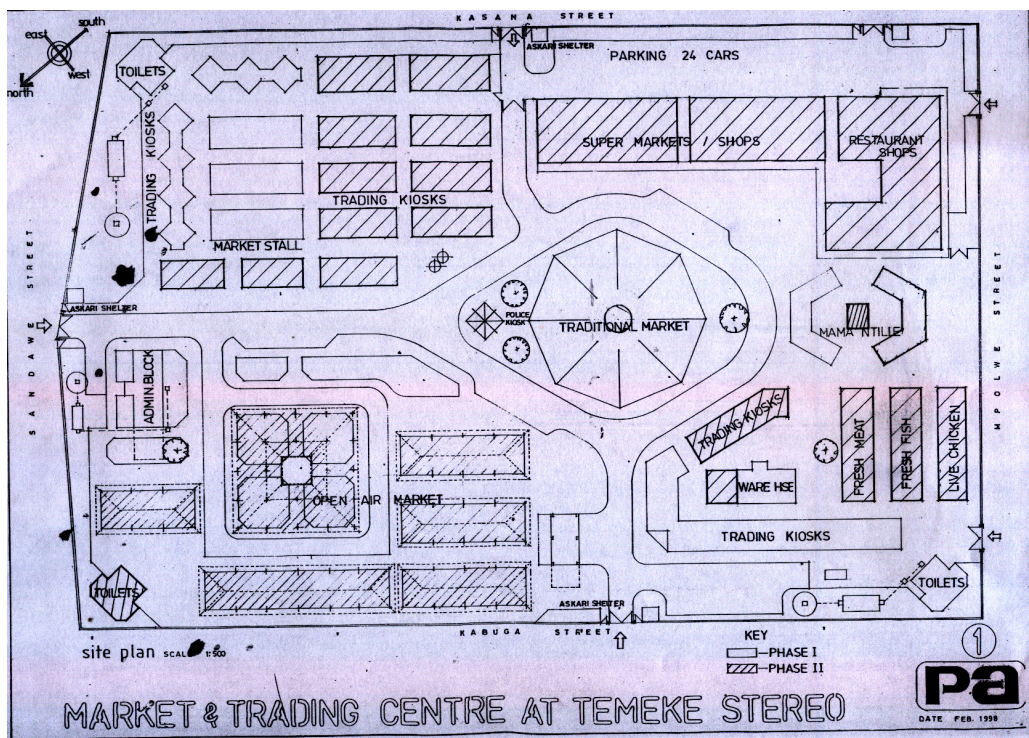 KASANA STREET
south
east
west
north
TOILETS
ASKARI SHELTER
PARKING 24 CARS
TRADING KIOSKS
SUPER MARKETS / SHOPS
RESTAURANT
SHOPS
TRADING KIOSKS
MARKET STALL
SANDAWE STREET
ASKARI SHELTER
POLICE
KIOSK
TRADITIONAL MARKET
MAMA NTILIE
MPOLWE STREET
ADMIN.BLOCK
TRADING KIOSKS
FRESH MEAT
FRESH FISH
LIVE CHICKEN
WARE HSE
OPEN AIR MARKET
TRADING KIOSKS
TOILETS
TOILETS
ASKARI SHELTER
KABUGA STREET
site plan 1:500
KEY
PHASE I
PHASE II
1
pa
MARKET & TRADING CENTRE AT TEMEKE STEREO
DATE FEB. 1998